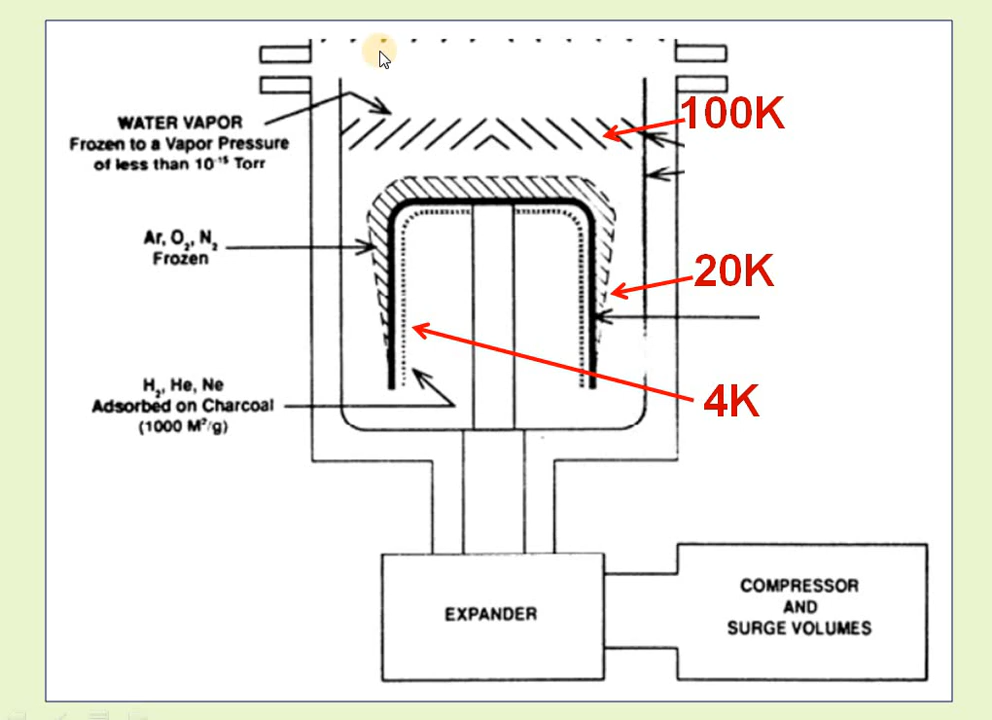 100K
WATER VAPOR
Frozen to a Vapor Pressure
of less than 10⁻¹⁵ Torr
Ar, O₂, N₂
Frozen
20K
H₂, He, Ne
Adsorbed on Charcoal
(1000 M²/g)
4K
EXPANDER
COMPRESSOR
AND
SURGE VOLUMES